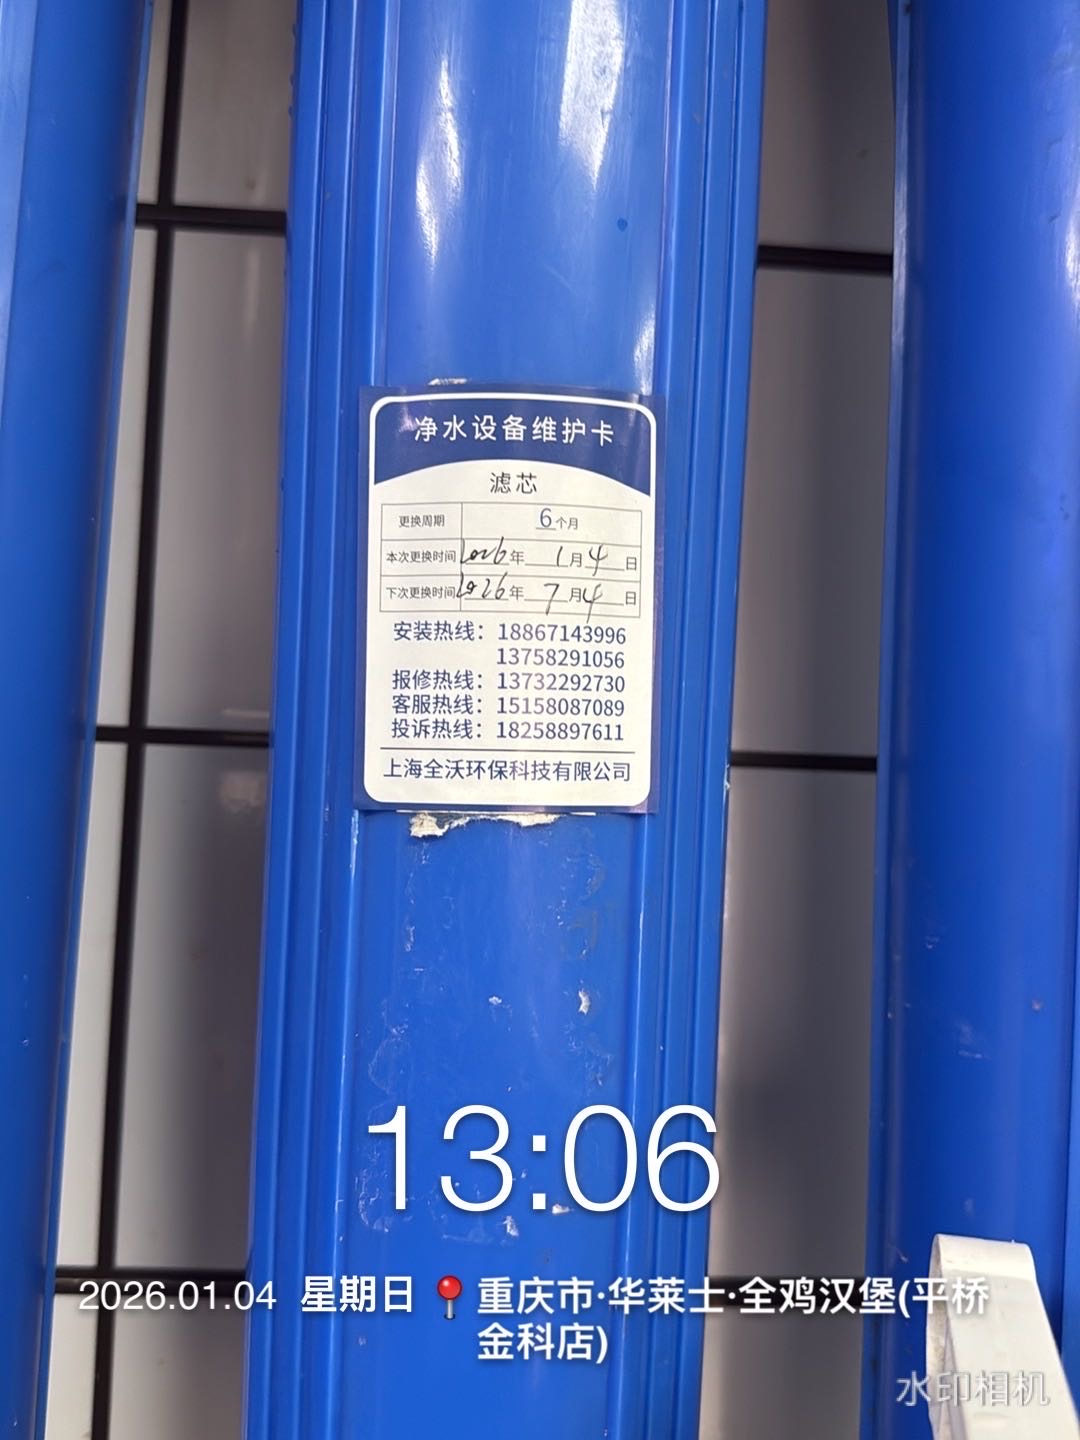 净水设备维护卡
滤芯
更换周期 6个月
本次更换时间 2026年 1月 4日
下次更换时间 2026年 7月 4日
安装热线：18867143996
13758291056
报修热线：13732292730
客服热线：15158087089
投诉热线：18258897611
上海全沃环保科技有限公司
13:06
2026.01.04 星期日 重庆市·华莱士·全鸡汉堡(平桥
金科店)
水印相机